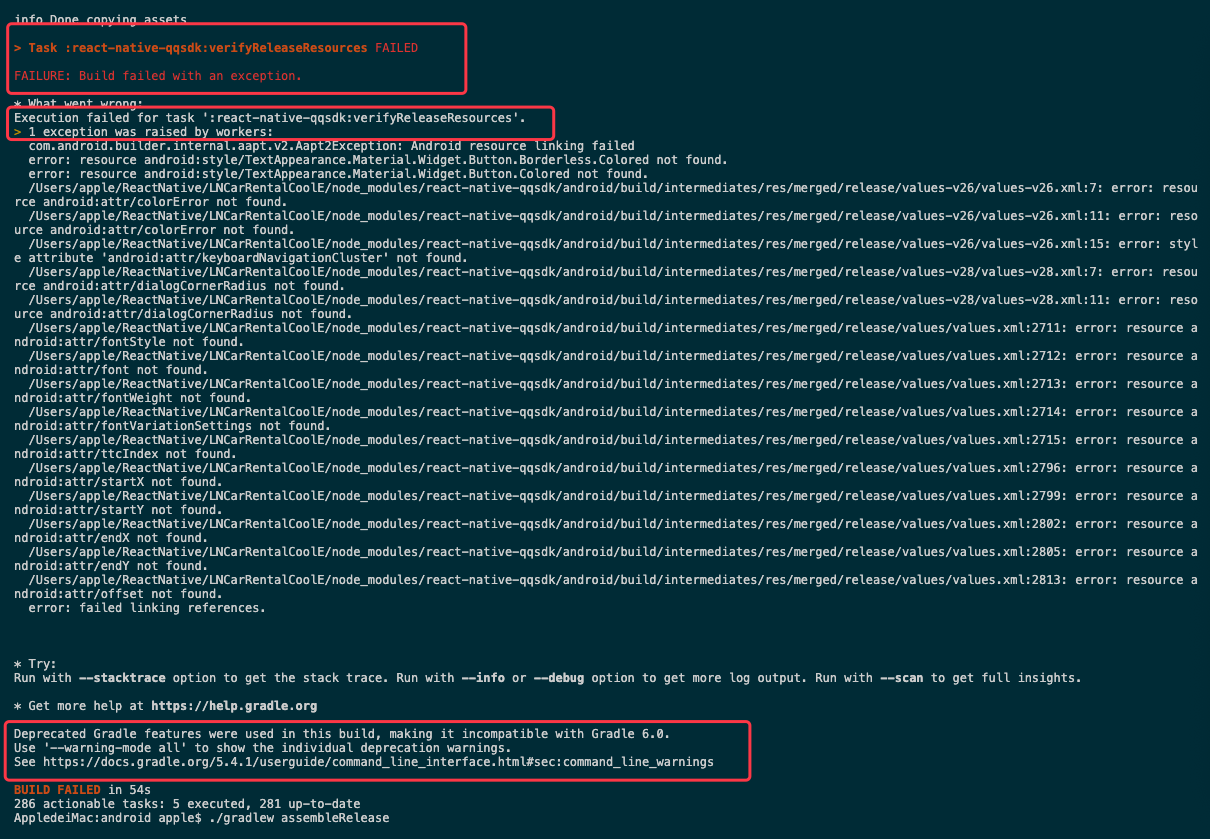 info Done copying assets
> Task :react-native-qqsdk:verifyReleaseResources FAILED
FAILURE: Build failed with an exception.
* What went wrong:
Execution failed for task ':react-native-qqsdk:verifyReleaseResources'.
> 1 exception was raised by workers:
com.android.builder.internal.aapt.v2.Aapt2Exception: Android resource linking failed
error: resource android:style/TextAppearance.Material.Widget.Button.Borderless.Colored not found.
error: resource android:style/TextAppearance.Material.Widget.Button.Colored not found.
/Users/apple/ReactNative/LNCarRentalCoolE/node_modules/react-native-qqsdk/android/build/intermediates/res/merged/release/values-v26/values-v26.xml:7: error: resou
rce android:attr/colorError not found.
/Users/apple/ReactNative/LNCarRentalCoolE/node_modules/react-native-qqsdk/android/build/intermediates/res/merged/release/values-v26/values-v26.xml:11: error: reso
urce android:attr/colorError not found.
/Users/apple/ReactNative/LNCarRentalCoolE/node_modules/react-native-qqsdk/android/build/intermediates/res/merged/release/values-v26/values-v26.xml:15: error: styl
e attribute 'android:attr/keyboardNavigationCluster' not found.
/Users/apple/ReactNative/LNCarRentalCoolE/node_modules/react-native-qqsdk/android/build/intermediates/res/merged/release/values-v28/values-v28.xml:7: error: resou
rce android:attr/dialogCornerRadius not found.
/Users/apple/ReactNative/LNCarRentalCoolE/node_modules/react-native-qqsdk/android/build/intermediates/res/merged/release/values-v28/values-v28.xml:11: error: reso
urce android:attr/dialogCornerRadius not found.
/Users/apple/ReactNative/LNCarRentalCoolE/node_modules/react-native-qqsdk/android/build/intermediates/res/merged/release/values/values.xml:2711: error: resource a
ndroid:attr/fontStyle not found.
/Users/apple/ReactNative/LNCarRentalCoolE/node_modules/react-native-qqsdk/android/build/intermediates/res/merged/release/values/values.xml:2712: error: resource a
ndroid:attr/font not found.
/Users/apple/ReactNative/LNCarRentalCoolE/node_modules/react-native-qqsdk/android/build/intermediates/res/merged/release/values/values.xml:2713: error: resource a
ndroid:attr/fontWeight not found.
/Users/apple/ReactNative/LNCarRentalCoolE/node_modules/react-native-qqsdk/android/build/intermediates/res/merged/release/values/values.xml:2714: error: resource a
ndroid:attr/fontVariationSettings not found.
/Users/apple/ReactNative/LNCarRentalCoolE/node_modules/react-native-qqsdk/android/build/intermediates/res/merged/release/values/values.xml:2715: error: resource a
ndroid:attr/ttcIndex not found.
/Users/apple/ReactNative/LNCarRentalCoolE/node_modules/react-native-qqsdk/android/build/intermediates/res/merged/release/values/values.xml:2796: error: resource a
ndroid:attr/startX not found.
/Users/apple/ReactNative/LNCarRentalCoolE/node_modules/react-native-qqsdk/android/build/intermediates/res/merged/release/values/values.xml:2799: error: resource a
ndroid:attr/startY not found.
/Users/apple/ReactNative/LNCarRentalCoolE/node_modules/react-native-qqsdk/android/build/intermediates/res/merged/release/values/values.xml:2802: error: resource a
ndroid:attr/endX not found.
/Users/apple/ReactNative/LNCarRentalCoolE/node_modules/react-native-qqsdk/android/build/intermediates/res/merged/release/values/values.xml:2805: error: resource a
ndroid:attr/endY not found.
/Users/apple/ReactNative/LNCarRentalCoolE/node_modules/react-native-qqsdk/android/build/intermediates/res/merged/release/values/values.xml:2813: error: resource a
ndroid:attr/offset not found.
error: failed linking references.
* Try:
Run with --stacktrace option to get the stack trace. Run with --info or --debug option to get more log output. Run with --scan to get full insights.
* Get more help at https://help.gradle.org
Deprecated Gradle features were used in this build, making it incompatible with Gradle 6.0.
Use '--warning-mode all' to show the individual deprecation warnings.
See https://docs.gradle.org/5.4.1/userguide/command_line_interface.html#sec:command_line_warnings
BUILD FAILED in 54s
286 actionable tasks: 5 executed, 281 up-to-date
AppledeiMac:android apple$ ./gradlew assembleRelease